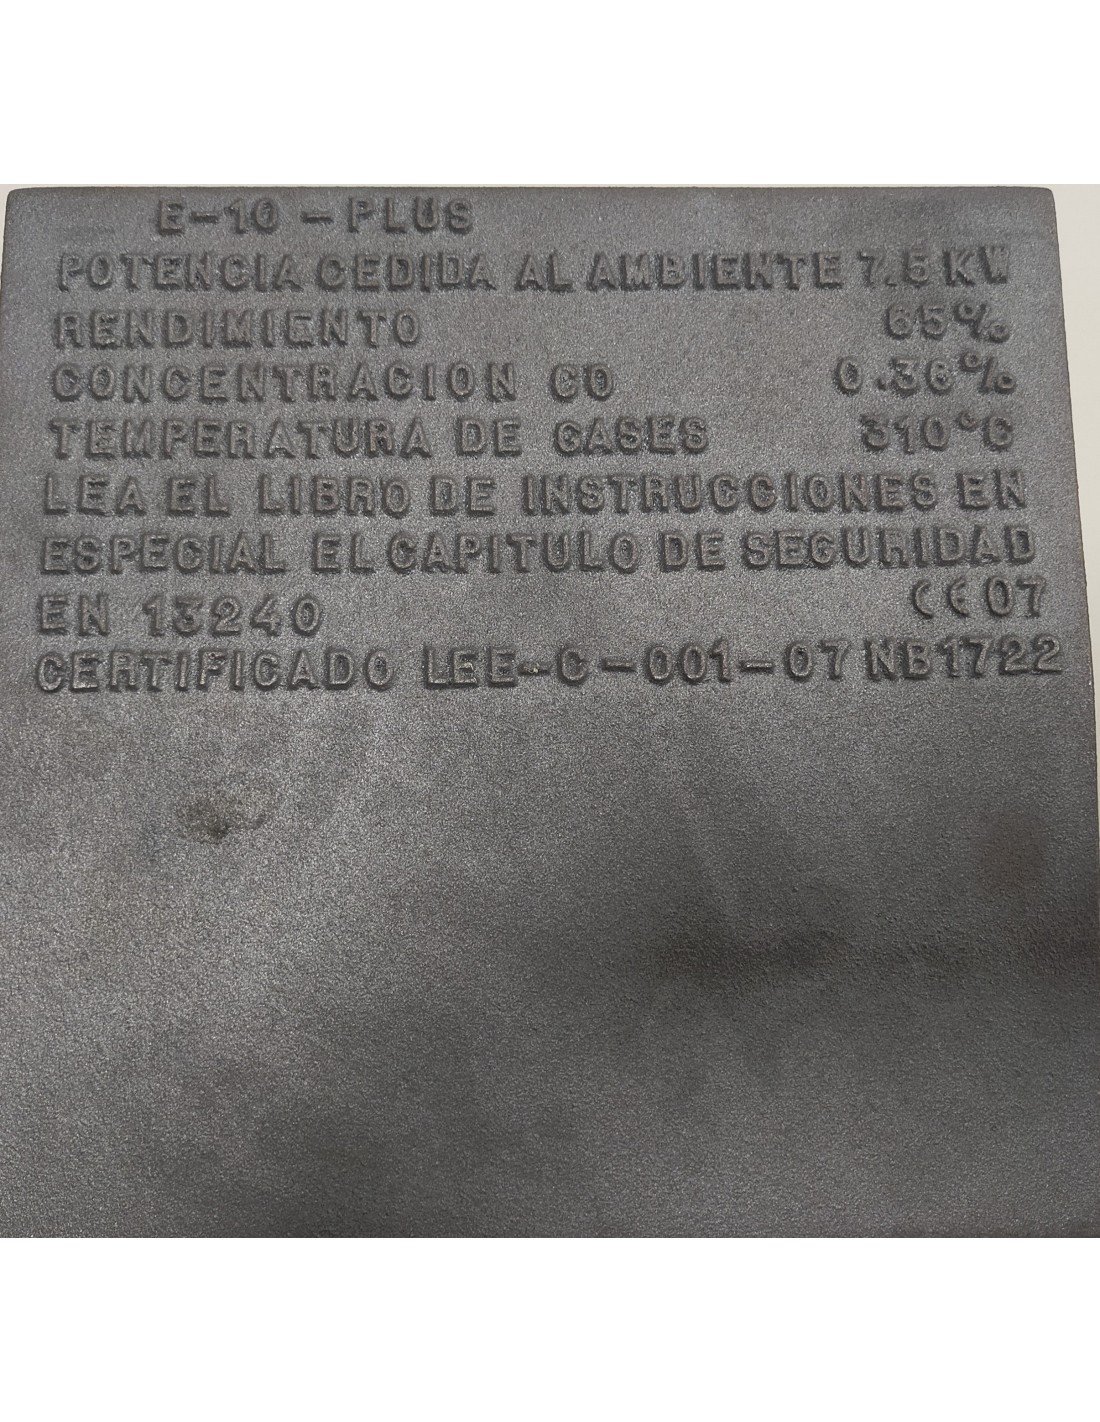 E-10-PLUS
POTENCIA CEDIDA AL AMBIENTE 7.5 KW
RENDIMIENTO 65%
CONCENTRACION CO 0.36%
TEMPERATURA DE GASES 310°C
LEA EL LIBRO DE INSTRUCCIONES EN
ESPECIAL EL CAPITULO DE SEGURIDAD
EN 13240 CE 07
CERTIFICADO LEE-C-001-07 NB1722